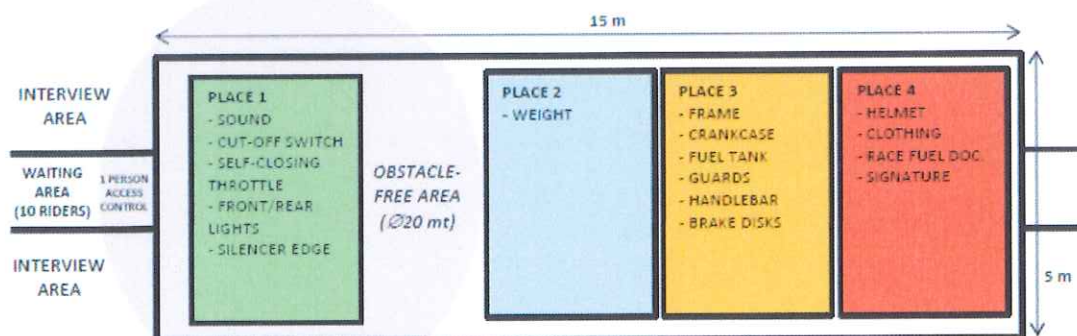 15 m
INTERVIEW
AREA
WAITING
AREA
(10 RIDERS)
1 PERSON
ACCESS
CONTROL
INTERVIEW
AREA
PLACE 1
- SOUND
- CUT-OFF SWITCH
- SELF-CLOSING
THROTTLE
- FRONT/REAR
LIGHTS
- SILENCER EDGE
OBSTACLE-
FREE AREA
(∅20 mt)
PLACE 2
- WEIGHT
PLACE 3
- FRAME
- CRANKCASE
- FUEL TANK
- GUARDS
- HANDLEBAR
- BRAKE DISKS
PLACE 4
- HELMET
- CLOTHING
- RACE FUEL DOC.
- SIGNATURE
5 m